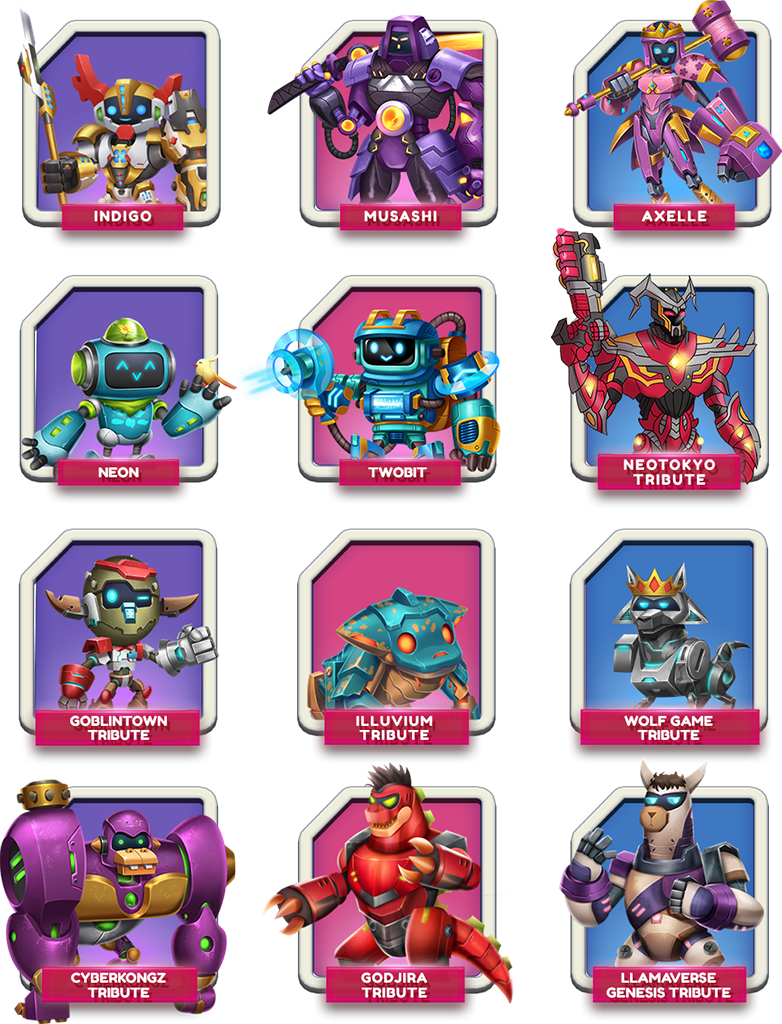 INDIGO
MUSASHI
AXELLE
NEON
TWOBIT
NEOTOKYO
TRIBUTE
GOBLINTOWN
TRIBUTE
ILLUVIUM
TRIBUTE
WOLF GAME
TRIBUTE
CYBERKONGZ
TRIBUTE
GODJIRA
TRIBUTE
LLAMAVERSE
GENESIS TRIBUTE